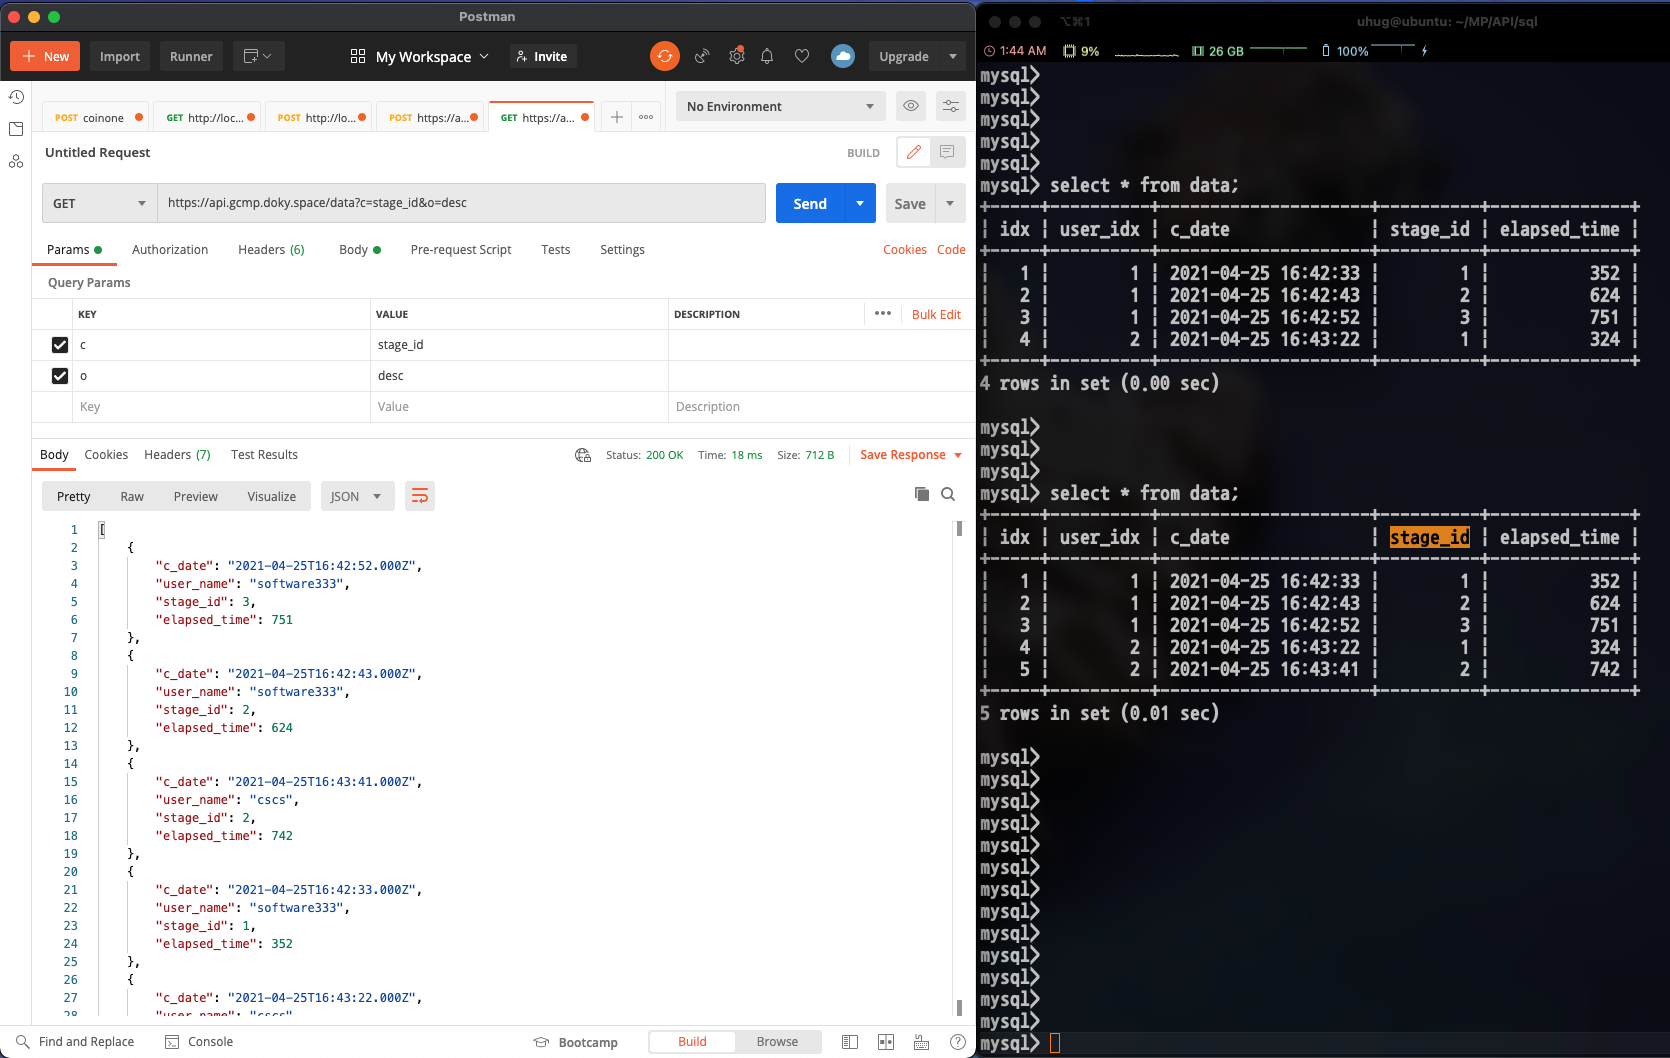 Postman
New
Import
Runner
My Workspace
Invite
Upgrade
POST coinone
GET http://loc...
POST http://lo...
POST https://a...
GET https://a...
No Environment
Untitled Request
BUILD
GET
https://api.gcmp.doky.space/data?c=stage_id&o=desc
Send
Save
Params
Authorization
Headers (6)
Body
Pre-request Script
Tests
Settings
Cookies
Code
Query Params
KEY VALUE DESCRIPTION
Bulk Edit
c stage_id
o desc
Key Value Description
Body
Cookies
Headers (7)
Test Results
Status: 200 OK
Time: 18 ms
Size: 712 B
Save Response
Pretty
Raw
Preview
Visualize
JSON
1 [
2 {
3 "c_date": "2021-04-25T16:42:52.000Z",
4 "user_name": "software333",
5 "stage_id": 3,
6 "elapsed_time": 751
7 },
8 {
9 "c_date": "2021-04-25T16:42:43.000Z",
10 "user_name": "software333",
11 "stage_id": 2,
12 "elapsed_time": 624
13 },
14 {
15 "c_date": "2021-04-25T16:43:41.000Z",
16 "user_name": "cscs",
17 "stage_id": 2,
18 "elapsed_time": 742
19 },
20 {
21 "c_date": "2021-04-25T16:42:33.000Z",
22 "user_name": "software333",
23 "stage_id": 1,
24 "elapsed_time": 352
25 },
26 {
27 "c_date": "2021-04-25T16:43:22.000Z",
28 "user_name": "cscs"
Find and Replace
Console
Bootcamp
Build
Browse
⌥⌘1
uhug@ubuntu: ~/MP/API/sql
1:44 AM
9%
26 GB
100%
mysql>
mysql>
mysql>
mysql>
mysql>
mysql> select * from data;
+-----+----------+---------------------+----------+--------------+
| idx | user_idx | c_date | stage_id | elapsed_time |
+-----+----------+---------------------+----------+--------------+
| 1 | 1 | 2021-04-25 16:42:33 | 1 | 352 |
| 2 | 1 | 2021-04-25 16:42:43 | 2 | 624 |
| 3 | 1 | 2021-04-25 16:42:52 | 3 | 751 |
| 4 | 2 | 2021-04-25 16:43:22 | 1 | 324 |
+-----+----------+---------------------+----------+--------------+
4 rows in set (0.00 sec)
mysql>
mysql>
mysql>
mysql> select * from data;
+-----+----------+---------------------+----------+--------------+
| idx | user_idx | c_date | stage_id | elapsed_time |
+-----+----------+---------------------+----------+--------------+
| 1 | 1 | 2021-04-25 16:42:33 | 1 | 352 |
| 2 | 1 | 2021-04-25 16:42:43 | 2 | 624 |
| 3 | 1 | 2021-04-25 16:42:52 | 3 | 751 |
| 4 | 2 | 2021-04-25 16:43:22 | 1 | 324 |
| 5 | 2 | 2021-04-25 16:43:41 | 2 | 742 |
+-----+----------+---------------------+----------+--------------+
5 rows in set (0.01 sec)
mysql>
mysql>
mysql>
mysql>
mysql>
mysql>
mysql>
mysql>
mysql>
mysql>
mysql>
mysql>
mysql>
mysql>